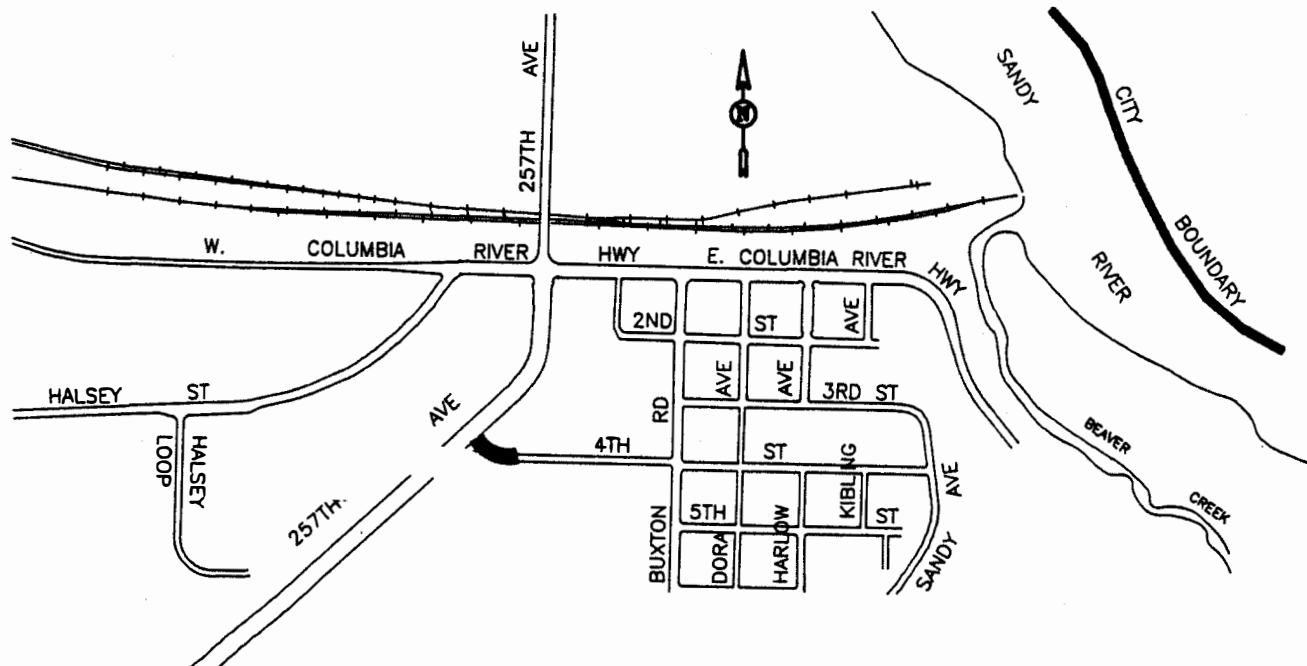 SANDY
RIVER
CITY
BOUNDARY
257TH AVE
N
W. COLUMBIA RIVER HWY
E. COLUMBIA RIVER HWY
2ND ST
AVE
AVE
AVE
3RD ST
HALSEY ST
HALSEY
LOOP
257TH.
AVE
4TH ST
BUXTON RD
5TH ST
DORA
HARLOW
KIBLING
SANDY AVE
BEAVER
CREEK